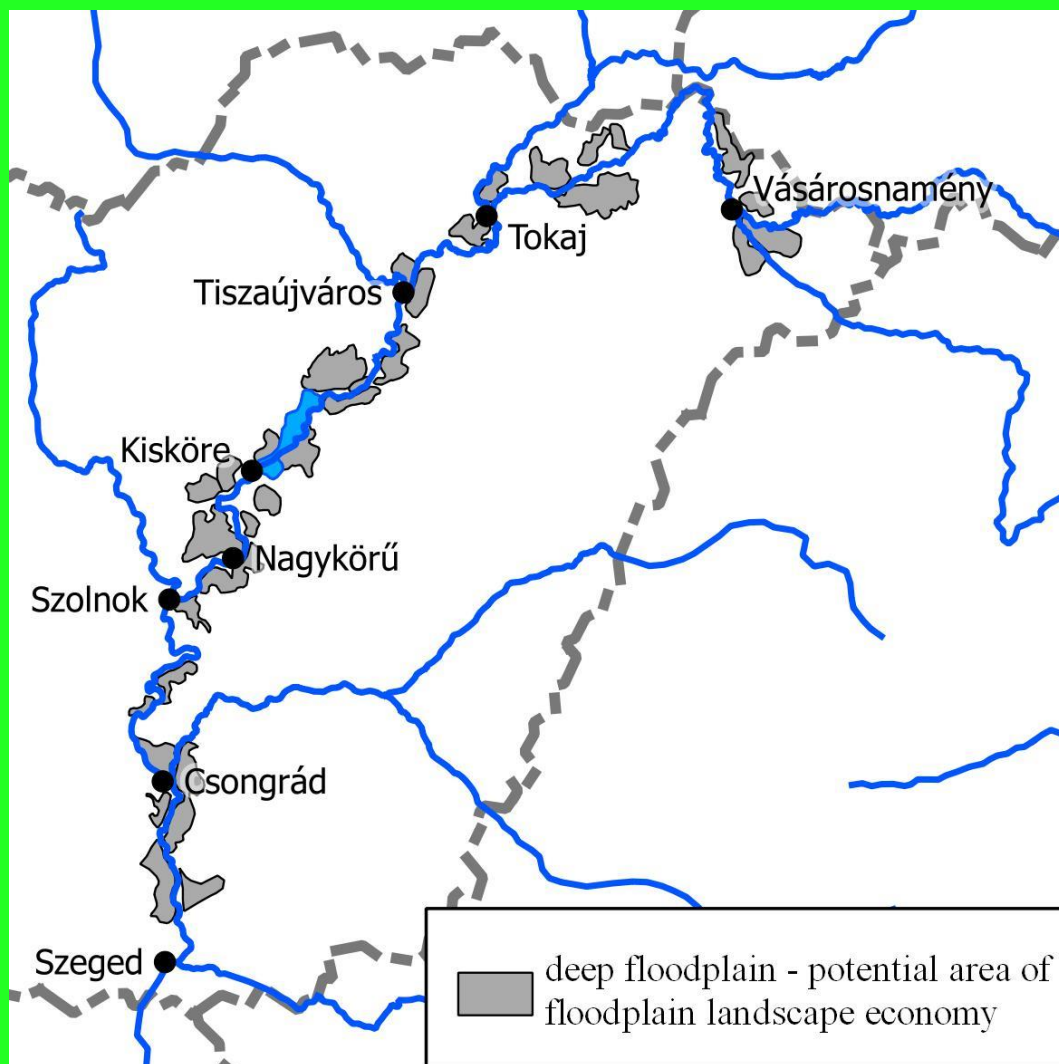 Vásárosnamény
Tokaj
Tiszaújváros
Kisköre
Nagykörű
Szolnok
Csongrád
Szeged
deep floodplain - potential area of
floodplain landscape economy